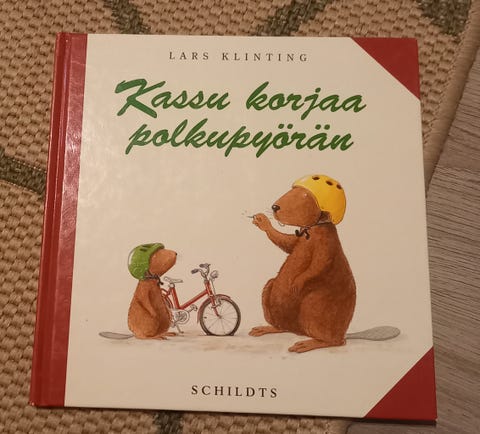 LARS KLINTING
Kassu korjaa
polkupyörän
SCHILDTS